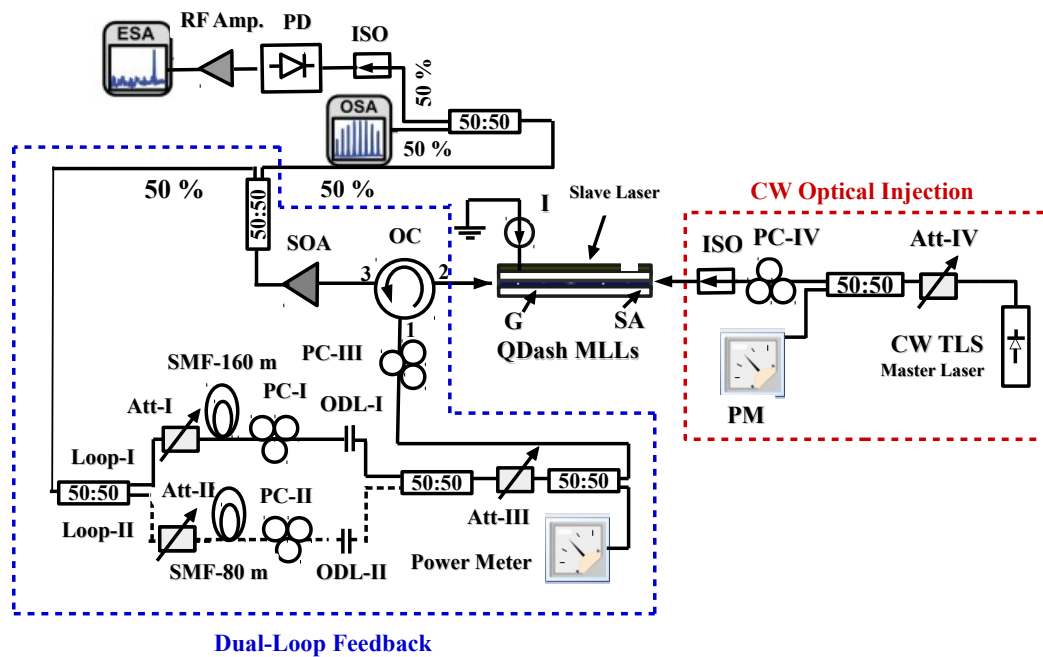 RF Amp.
PD
ISO
ESA
50 %
OSA
50:50
50 %
50 %
50 %
50:50
SOA
OC
3
2
1
I
Slave Laser
G
SA
QDash MLLs
CW Optical Injection
ISO
PC-IV
Att-IV
50:50
CW TLS
Master Laser
PM
PC-III
SMF-160 m
PC-I
ODL-I
Att-I
Loop-I
50:50
Att-II
PC-II
Loop-II
SMF-80 m
ODL-II
50:50
50:50
Att-III
Power Meter
Dual-Loop Feedback